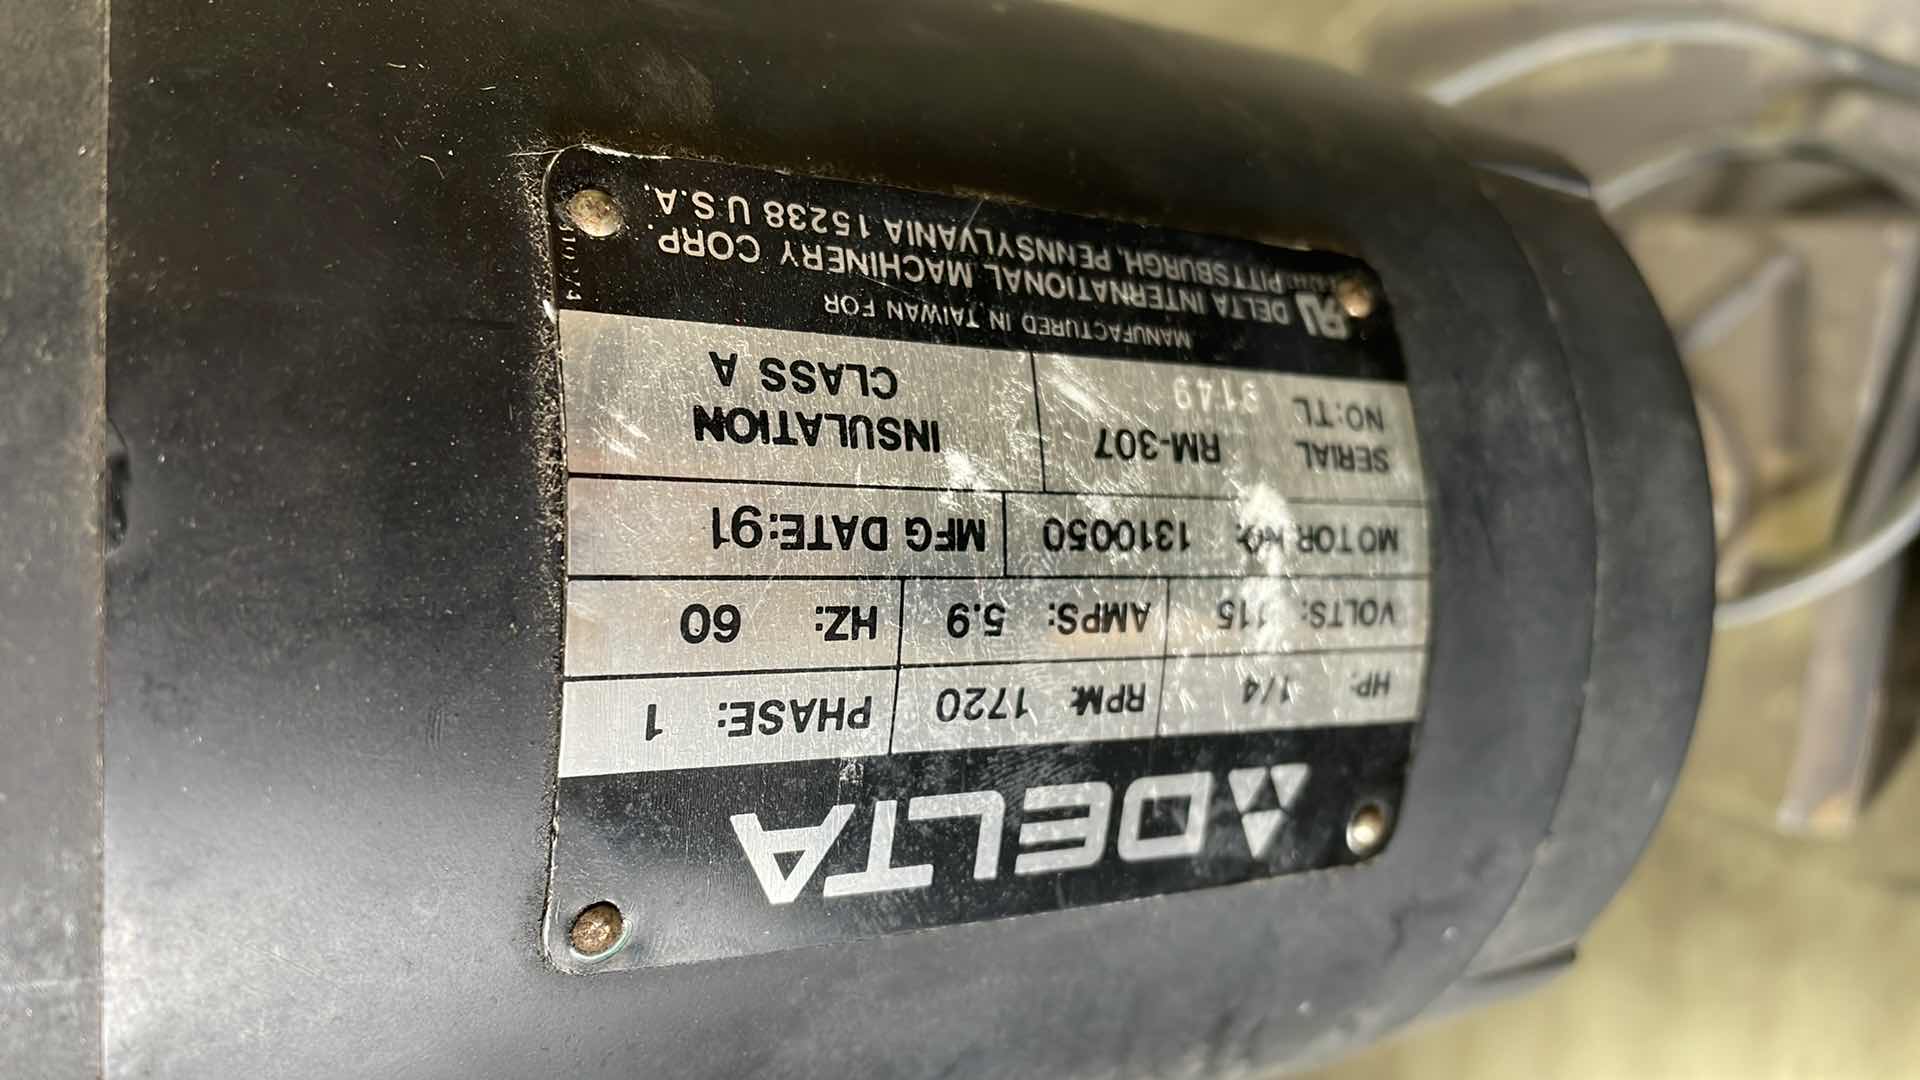 DELTA
HP: 1/4 RPM: 1720 PHASE: 1
VOLTS: 115 AMPS: 5.9 HZ: 60
MOTOR NO: 1310050 MFG DATE:91
SERIAL NO:TL RM-307 9149
INSULATION
CLASS A
MANUFACTURED IN TAIWAN FOR
DELTA INTERNATIONAL MACHINERY CORP.
PITTSBURGH, PENNSYLVANIA 15238 U.S.A.